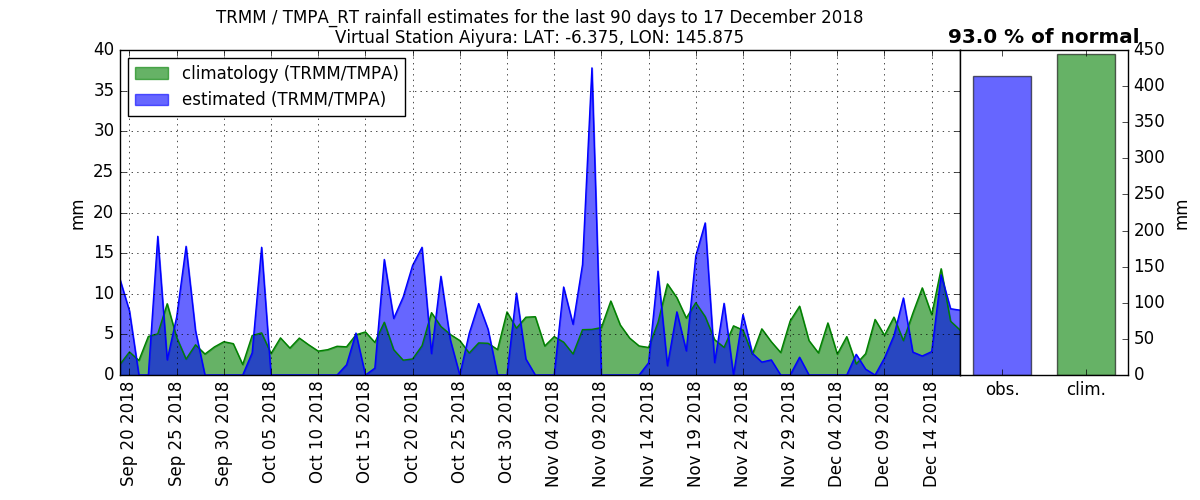 TRMM / TMPA_RT rainfall estimates for the last 90 days to 17 December 2018
Virtual Station Aiyura: LAT: -6.375, LON: 145.875
93.0 % of normal
climatology (TRMM/TMPA)
estimated (TRMM/TMPA)
40
35
30
25
20
15
10
5
0
mm
Sep 20 2018
Sep 25 2018
Sep 30 2018
Oct 05 2018
Oct 10 2018
Oct 15 2018
Oct 20 2018
Oct 25 2018
Oct 30 2018
Nov 04 2018
Nov 09 2018
Nov 14 2018
Nov 19 2018
Nov 24 2018
Nov 29 2018
Dec 04 2018
Dec 09 2018
Dec 14 2018
obs.
clim.
450
400
350
300
250
200
150
100
50
0
mm